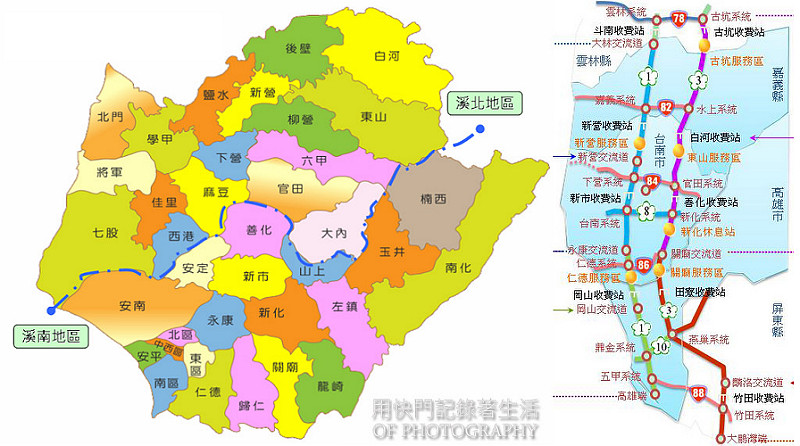 後壁
白河
鹽水
新營
東山
北門
柳營
溪北地區
學甲
下營
六甲
將軍
官田
麻豆
楠西
佳里
七股
西港
善化
大內
玉井
安定
山上
南化
新市
安南
左鎮
溪南地區
永康
新化
北區
中西區
安平
東區
關廟
南區
仁德
歸仁
龍崎
用快門記錄著生活
OF PHOTOGRAPHY
雲林系統
78
古坑系統
斗南收費站
古坑收費站
大林交流道
雲林縣
古坑服務區
1
3
嘉義縣
嘉義系統
82
水上系統
新營收費站
台南市
白河收費站
新營服務區
東山服務區
新營交流道
下營系統
84
官田系統
新市收費站
善化收費站
高雄市
8
新化系統
台南系統
新化休息站
永康交流道
關廟交流道
仁德系統
86
仁德服務區
關廟服務區
岡山收費站
田寮收費站
岡山交流道
3
屏東縣
1
燕巢系統
鼎金系統
10
五甲系統
麟洛交流道
高雄端
88
竹田收費站
竹田系統
大鵬灣端